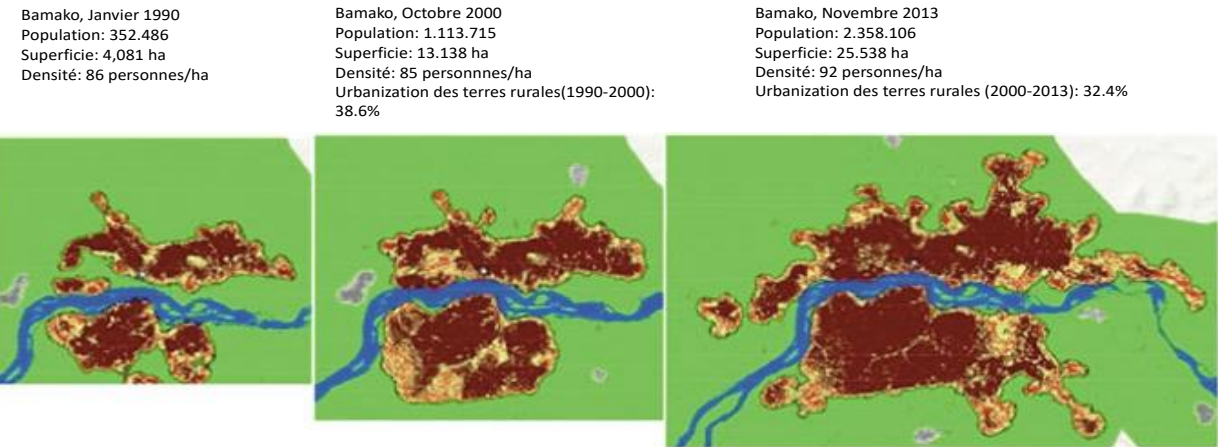 Bamako, Janvier 1990
Population: 352.486
Superficie: 4,081 ha
Densité: 86 personnes/ha
Bamako, Octobre 2000
Population: 1.113.715
Superficie: 13.138 ha
Densité: 85 personnnes/ha
Urbanization des terres rurales(1990-2000):
38.6%
Bamako, Novembre 2013
Population: 2.358.106
Superficie: 25.538 ha
Densité: 92 personnes/ha
Urbanization des terres rurales (2000-2013): 32.4%